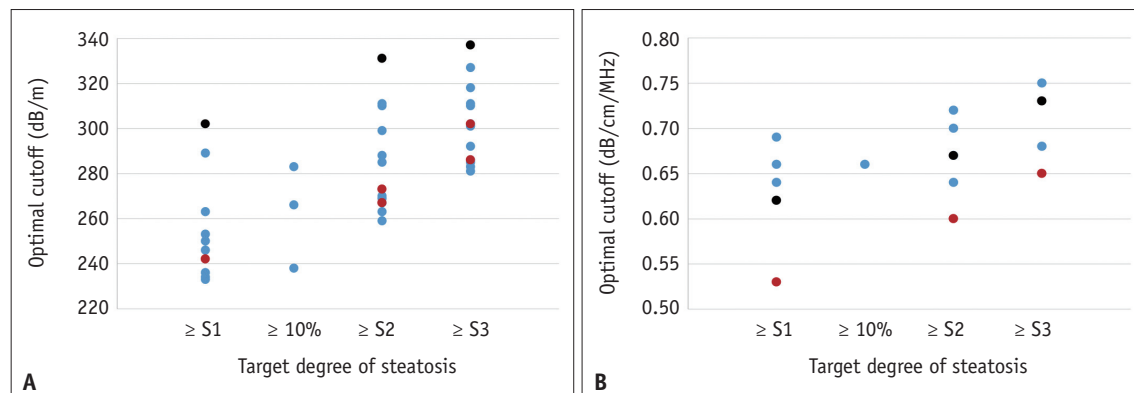 Optimal cutoff (dB/m)
340
320
300
280
260
240
220
≥ S1 ≥ 10% ≥ S2 ≥ S3
Target degree of steatosis
A
Optimal cutoff (dB/cm/MHz)
0.80
0.75
0.70
0.65
0.60
0.55
0.50
≥ S1 ≥ 10% ≥ S2 ≥ S3
Target degree of steatosis
B